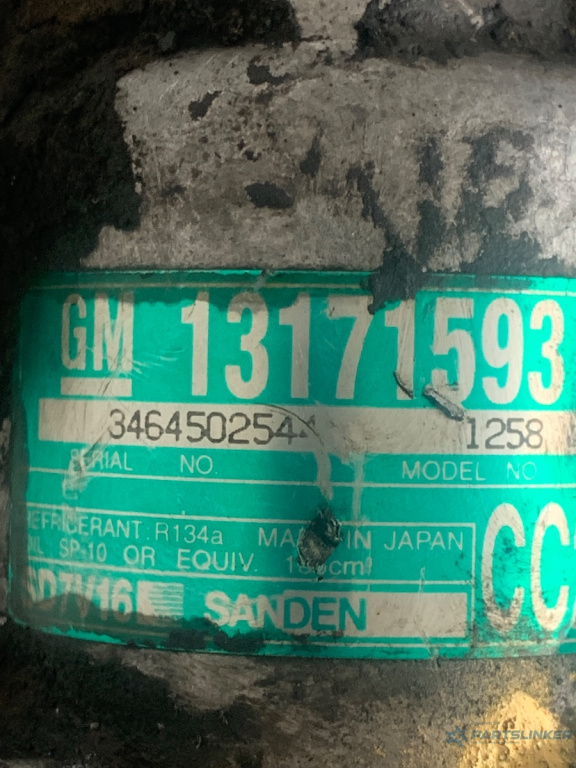 GM 13171593
3464502544 1258
SERIAL NO. MODEL NO
REFRIGERANT: R134a MADE IN JAPAN
OIL SP-10 OR EQUIV. cm³
SD7V16 SANDEN
CC
PARTSLINKER